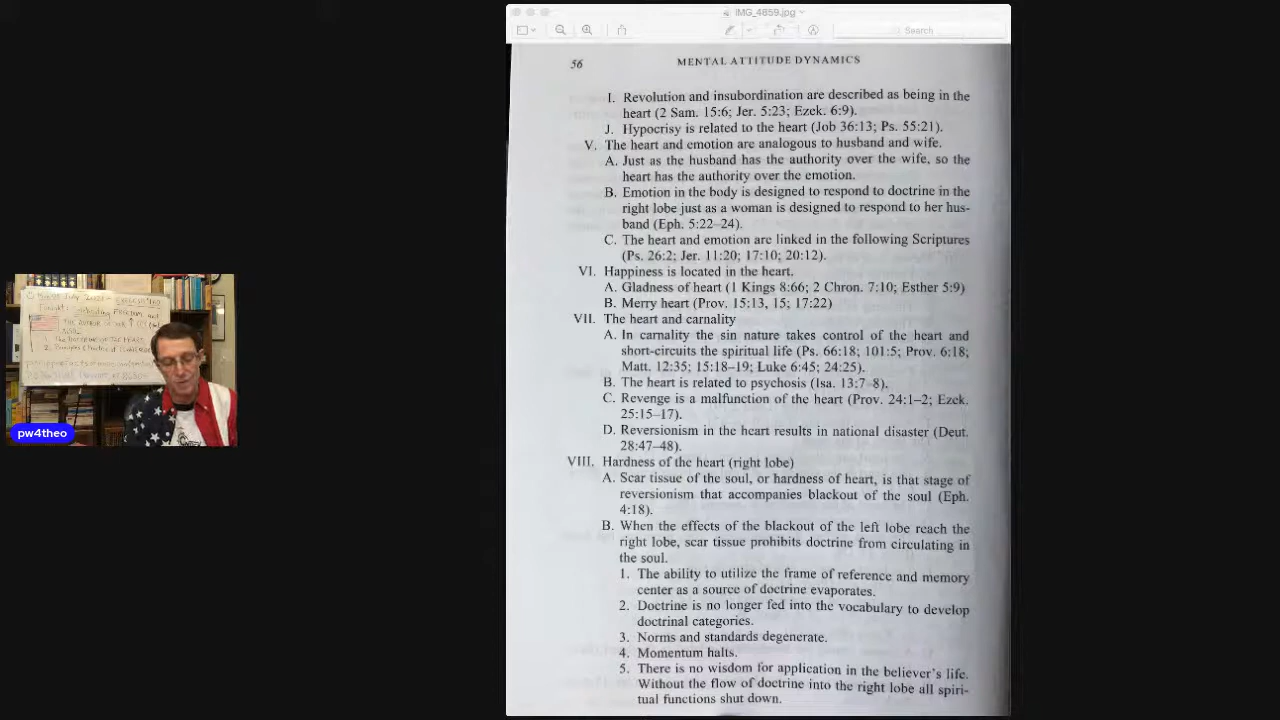 IMG_4859.jpg
Search
56 MENTAL ATTITUDE DYNAMICS
I. Revolution and insubordination are described as being in the
heart (2 Sam. 15:6; Jer. 5:23; Ezek. 6:9).
J. Hypocrisy is related to the heart (Job 36:13; Ps. 55:21).
V. The heart and emotion are analogous to husband and wife.
A. Just as the husband has the authority over the wife, so the
heart has the authority over the emotion.
B. Emotion in the body is designed to respond to doctrine in the
right lobe just as a woman is designed to respond to her hus-
band (Eph. 5:22–24).
C. The heart and emotion are linked in the following Scriptures
(Ps. 26:2; Jer. 11:20; 17:10; 20:12).
VI. Happiness is located in the heart.
A. Gladness of heart (1 Kings 8:66; 2 Chron. 7:10; Esther 5:9)
B. Merry heart (Prov. 15:13, 15; 17:22)
VII. The heart and carnality
A. In carnality the sin nature takes control of the heart and
short-circuits the spiritual life (Ps. 66:18; 101:5; Prov. 6:18;
Matt. 12:35; 15:18–19; Luke 6:45; 24:25).
B. The heart is related to psychosis (Isa. 13:7–8).
C. Revenge is a malfunction of the heart (Prov. 24:1–2; Ezek.
25:15–17).
D. Reversionism in the heart results in national disaster (Deut.
28:47–48).
VIII. Hardness of the heart (right lobe)
A. Scar tissue of the soul, or hardness of heart, is that stage of
reversionism that accompanies blackout of the soul (Eph.
4:18).
B. When the effects of the blackout of the left lobe reach the
right lobe, scar tissue prohibits doctrine from circulating in
the soul.
1. The ability to utilize the frame of reference and memory
center as a source of doctrine evaporates.
2. Doctrine is no longer fed into the vocabulary to develop
doctrinal categories.
3. Norms and standards degenerate.
4. Momentum halts.
5. There is no wisdom for application in the believer's life.
Without the flow of doctrine into the right lobe all spiri-
tual functions shut down.
pw4theo